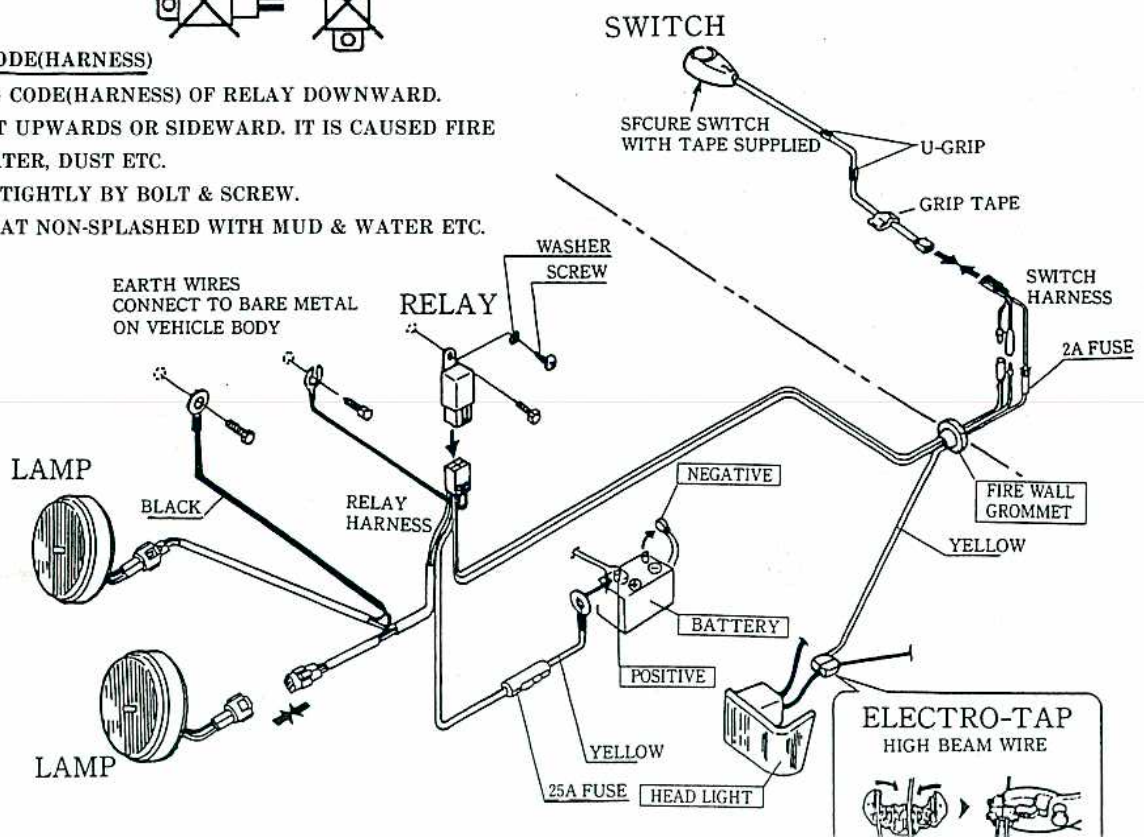 ODE(HARNESS)
CODE(HARNESS) OF RELAY DOWNWARD.
T UPWARDS OR SIDEWARD. IT IS CAUSED FIRE
TER, DUST ETC.
TIGHTLY BY BOLT & SCREW.
AT NON-SPLASHED WITH MUD & WATER ETC.
SWITCH
SFCURE SWITCH
WITH TAPE SUPPLIED
U-GRIP
GRIP TAPE
SWITCH
HARNESS
2A FUSE
WASHER
SCREW
EARTH WIRES
CONNECT TO BARE METAL
ON VEHICLE BODY
RELAY
LAMP
BLACK
RELAY
HARNESS
NEGATIVE
FIRE WALL
GROMMET
YELLOW
BATTERY
POSITIVE
LAMP
YELLOW
25A FUSE
HEAD LIGHT
ELECTRO-TAP
HIGH BEAM WIRE